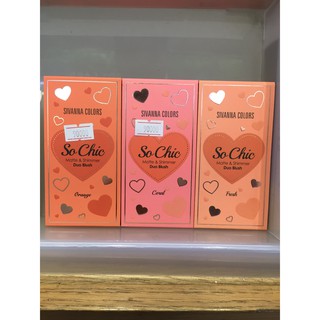 SIVANNA COLORS
So Chic
Matte & Shimmer
Duo Blush
Orange
SIVANNA COLORS
So Chic
Matte & Shimmer
Duo Blush
Coral
SIVANNA COLORS
So Chic
Matte & Shimmer
Duo Blush
Fresh